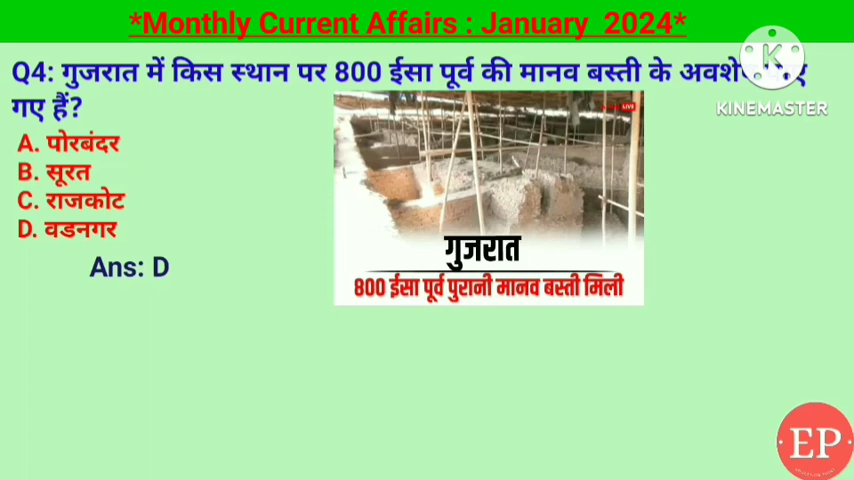 *Monthly Current Affairs : January 2024*
Q4: गुजरात में किस स्थान पर 800 ईसा पूर्व की मानव बस्ती के
गए हैं?
KINEMASTER
A. पोरबंदर
B. सूरत
C. राजकोट
D. वडनगर
Ans: D
LIVE
गुजरात
800 ईसा पूर्व पुरानी मानव बस्ती मिली
EP